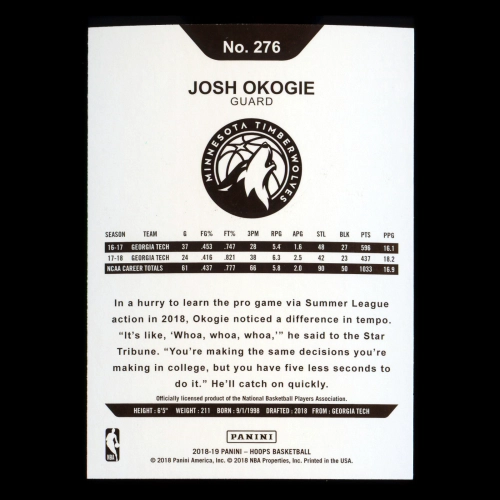 No. 276
JOSH OKOGIE
GUARD
MINNESOTA TIMBERWOLVES
SEASON TEAM G FG% FT% 3PM RPG APG STL BLK PTS PPG
16-17 GEORGIA TECH 37 .453 .747 28 5.4 1.6 48 27 596 16.1
17-18 GEORGIA TECH 24 .416 .821 38 6.3 2.5 42 23 437 18.2
NCAA CAREER TOTALS 61 .437 .777 66 5.8 2.0 90 50 1033 16.9
In a hurry to learn the pro game via Summer League
action in 2018, Okogie noticed a difference in tempo.
“It's like, ‘Whoa, whoa, whoa,’” he said to the Star
Tribune. “You're making the same decisions you're
making in college, but you have five less seconds to
do it.” He'll catch on quickly.
Officially licensed product of the National Basketball Players Association.
HEIGHT: 6'5" WEIGHT: 211 BORN: 9/1/1998 DRAFTED: 2018 FROM: GEORGIA TECH
NBA
PANINI
2018-19 PANINI – HOOPS BASKETBALL
© 2018 Panini America, Inc. © 2018 NBA Properties, Inc. Printed in the USA.